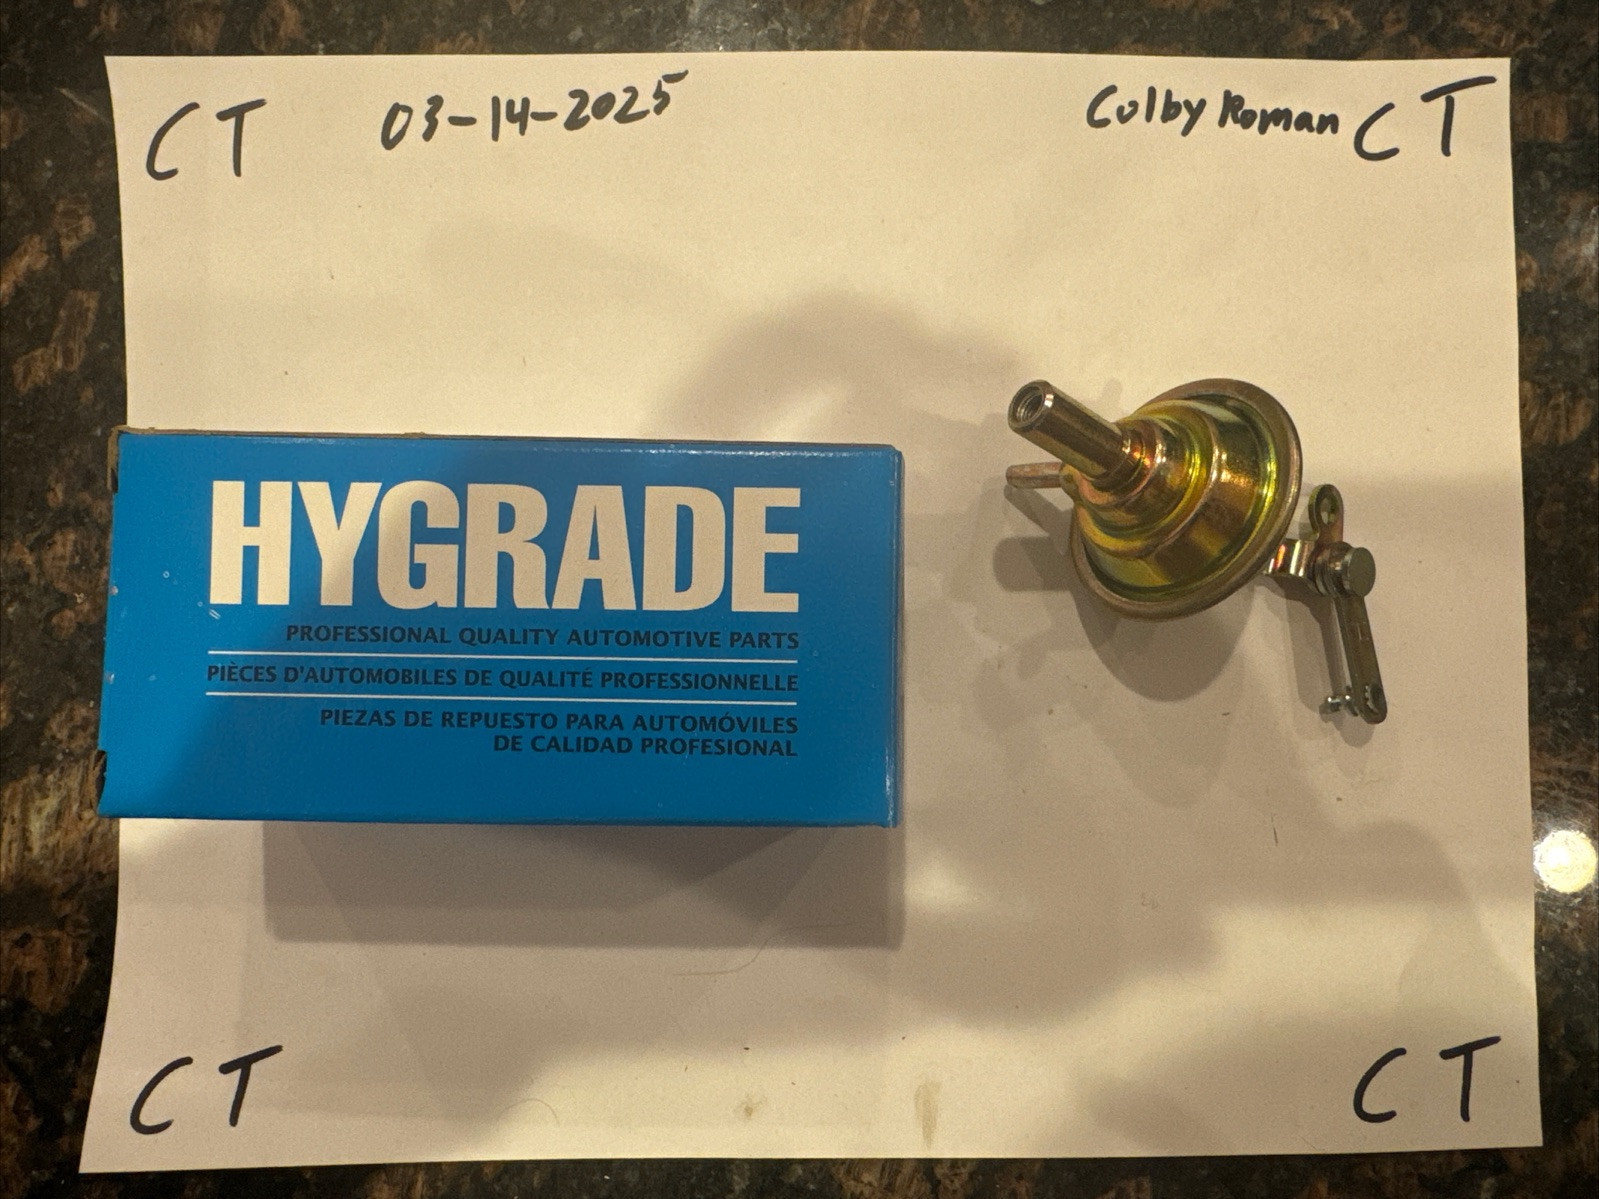 CT 03-14-2025 Colby Roman CT
HYGRADE
PROFESSIONAL QUALITY AUTOMOTIVE PARTS
PIÈCES D'AUTOMOBILES DE QUALITÉ PROFESSIONNELLE
PIEZAS DE REPUESTO PARA AUTOMÓVILES
DE CALIDAD PROFESIONAL
CT CT